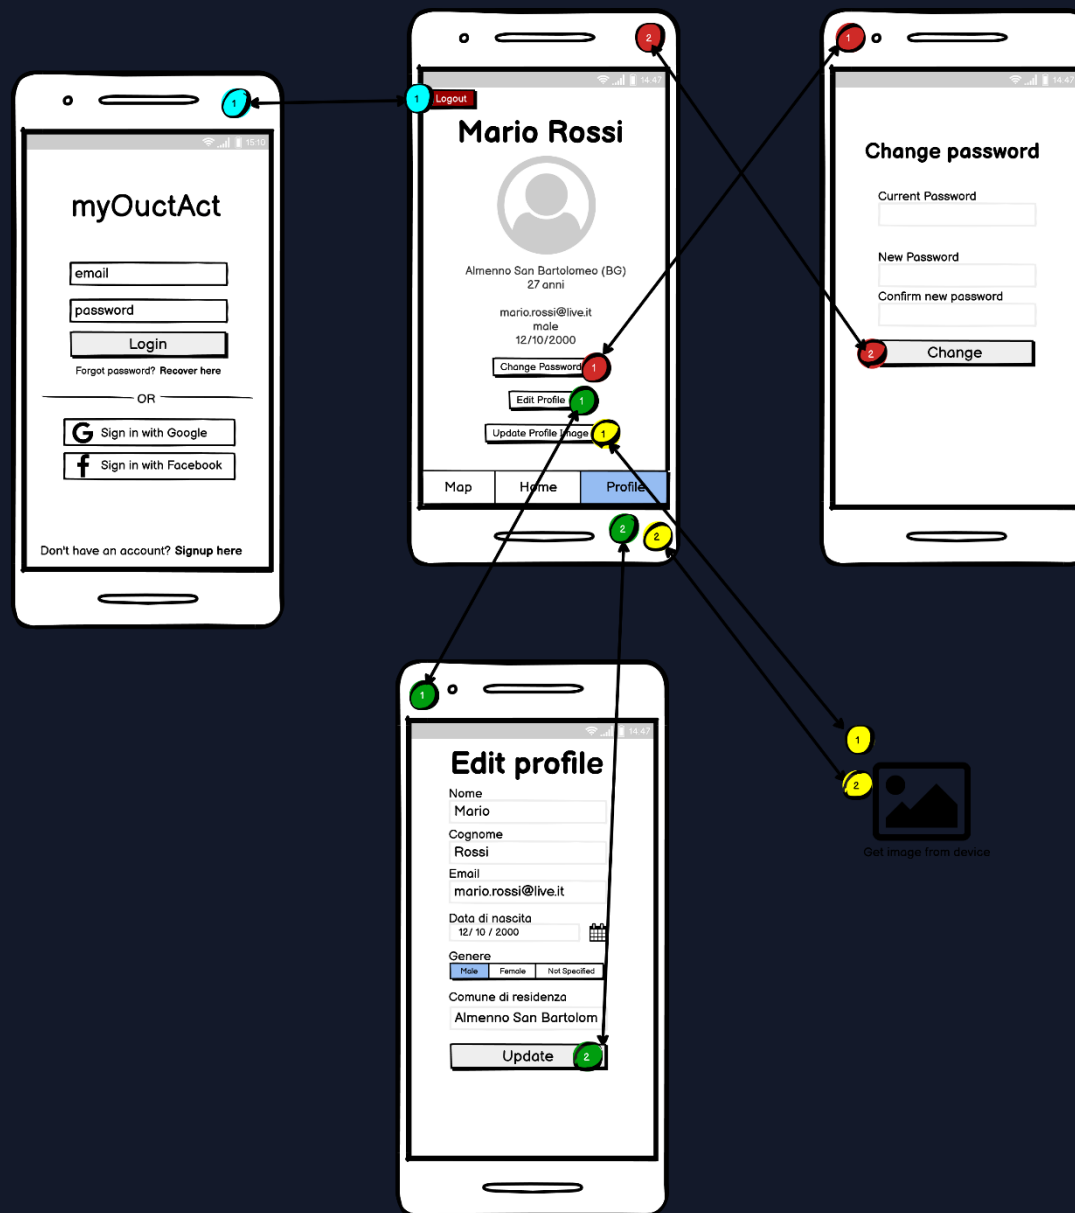 1
15:10
myOuctAct
email
password
Login
Forgot password? Recover here
OR
Sign in with Google
Sign in with Facebook
Don't have an account? Signup here
2
14:47
1
Logout
Mario Rossi
Almenno San Bartolomeo (BG)
27 anni
mario.rossi@live.it
male
12/10/2000
Change Password
1
Edit Profile
1
Update Profile Image
1
Map
Home
Profile
2
2
1
14:47
Change password
Current Password
New Password
Confirm new password
2
Change
1
14:47
Edit profile
Nome
Mario
Cognome
Rossi
Email
mario.rossi@live.it
Data di nascita
12/ 10 / 2000
Genere
Male
Female
Not Specified
Comune di residenza
Almenno San Bartolom
Update
2
1
2
Get image from device